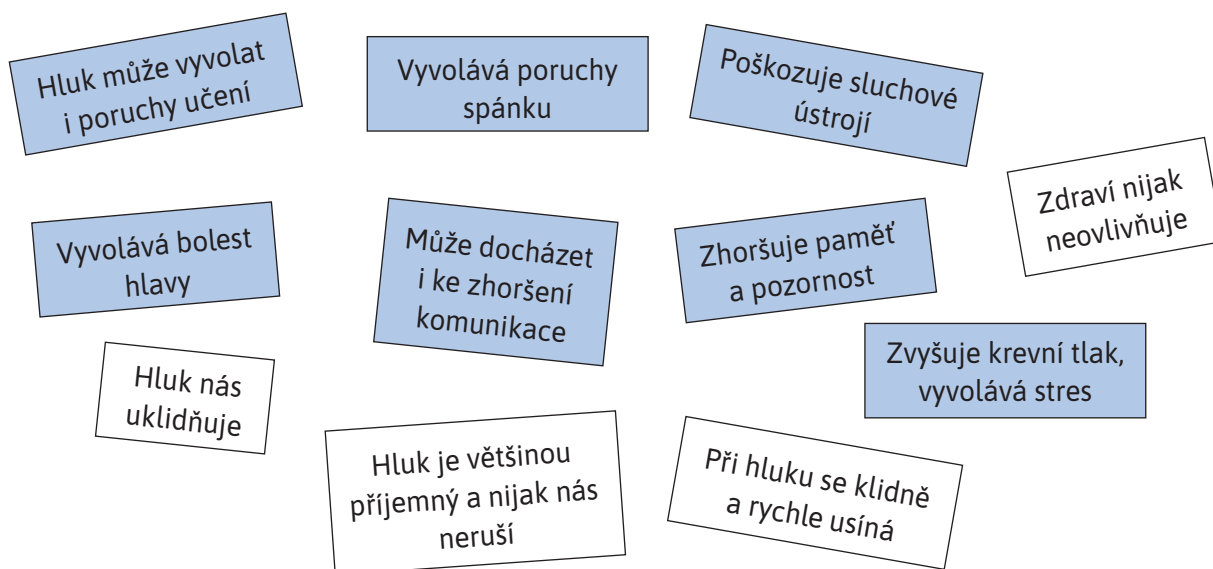 Hluk může vyvolat
i poruchy učení
Vyvolává poruchy
spánku
Poškozuje sluchové
ústrojí
Zdraví nijak
neovlivňuje
Vyvolává bolest
hlavy
Může docházet
i ke zhoršení
komunikace
Zhoršuje paměť
a pozornost
Zvyšuje krevní tlak,
vyvolává stres
Hluk nás
uklidňuje
Hluk je většinou
příjemný a nijak nás
neruší
Při hluku se klidně
a rychle usíná